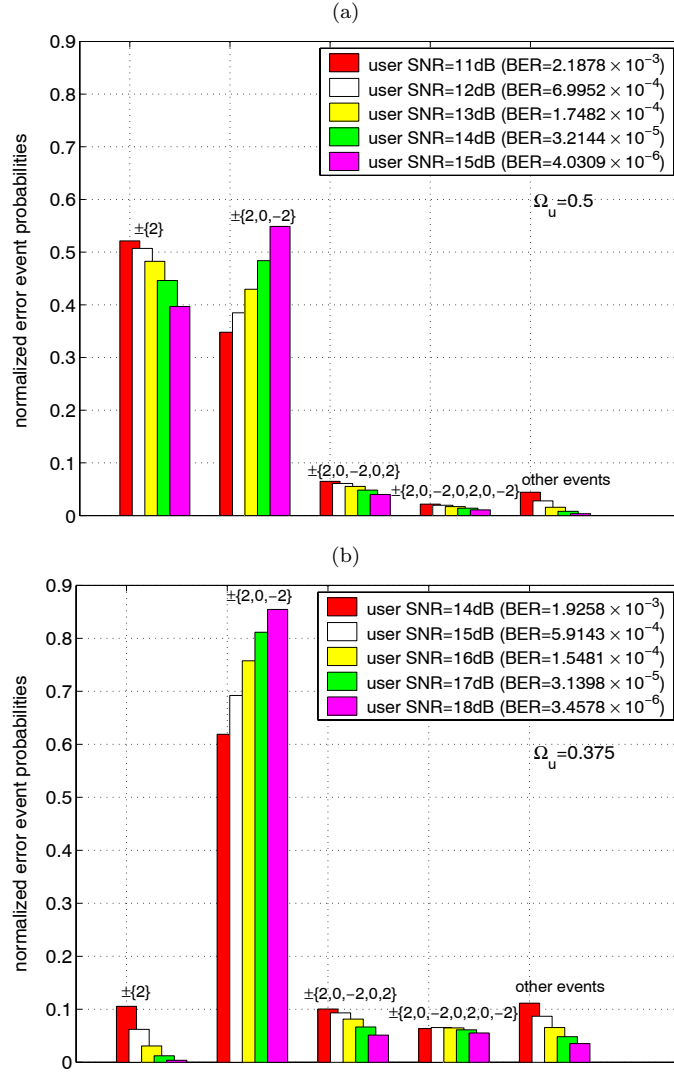 (a)
normalized error event probabilities
0.9
0.8
0.7
0.6
0.5
0.4
0.3
0.2
0.1
0
user SNR=11dB (BER=2.1878 × 10⁻³)
user SNR=12dB (BER=6.9952 × 10⁻⁴)
user SNR=13dB (BER=1.7482 × 10⁻⁴)
user SNR=14dB (BER=3.2144 × 10⁻⁵)
user SNR=15dB (BER=4.0309 × 10⁻⁶)
Ωᵤ=0.5
±{2}
±{2,0,−2}
±{2,0,−2,0,2}
±{2,0,−2,0,2,0,−2}
other events
(b)
normalized error event probabilities
0.9
0.8
0.7
0.6
0.5
0.4
0.3
0.2
0.1
0
user SNR=14dB (BER=1.9258 × 10⁻³)
user SNR=15dB (BER=5.9143 × 10⁻⁴)
user SNR=16dB (BER=1.5481 × 10⁻⁴)
user SNR=17dB (BER=3.1398 × 10⁻⁵)
user SNR=18dB (BER=3.4578 × 10⁻⁶)
Ωᵤ=0.375
±{2}
±{2,0,−2}
±{2,0,−2,0,2}
±{2,0,−2,0,2,0,−2}
other events